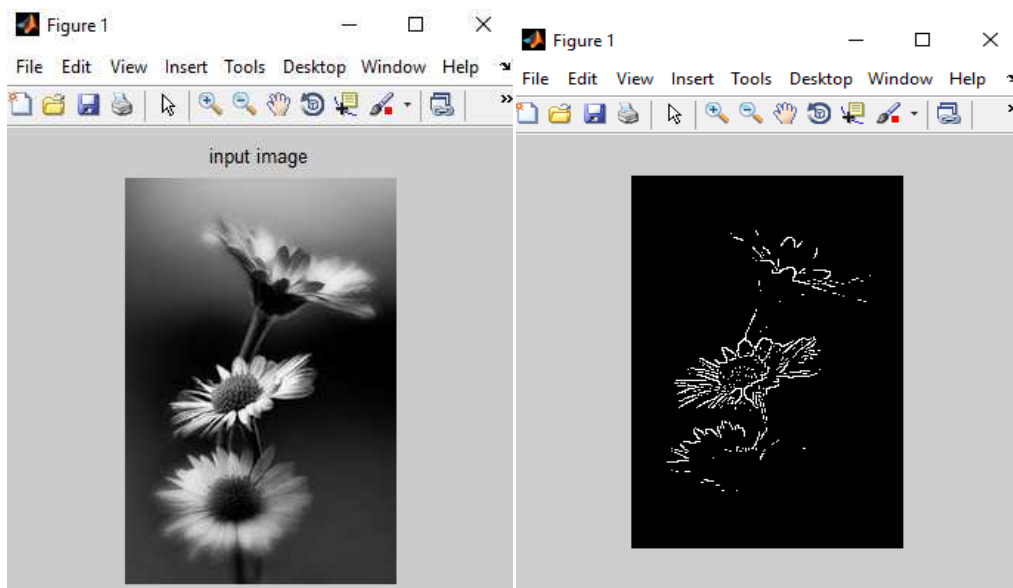 Figure 1
File Edit View Insert Tools Desktop Window Help
input image
Figure 1
File Edit View Insert Tools Desktop Window Help